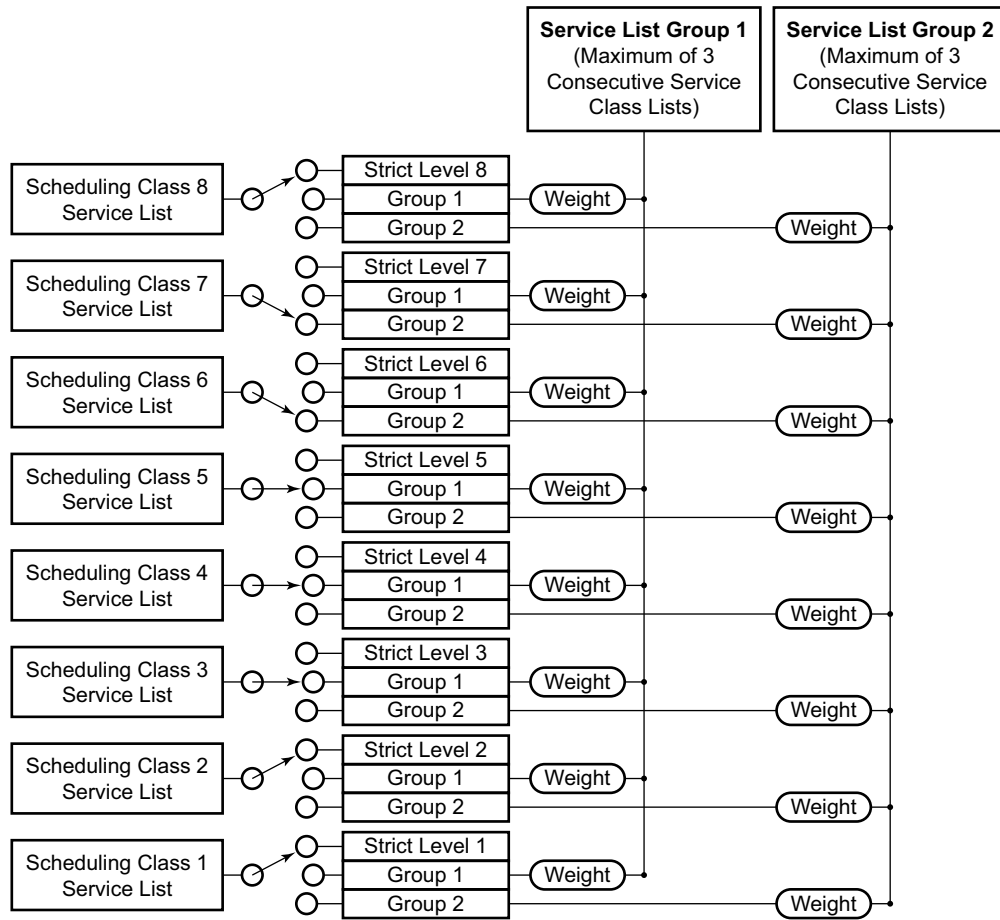 Service List Group 1
(Maximum of 3
Consecutive Service
Class Lists)
Service List Group 2
(Maximum of 3
Consecutive Service
Class Lists)
Scheduling Class 8
Service List
Strict Level 8
Group 1
Weight
Group 2
Weight
Scheduling Class 7
Service List
Strict Level 7
Group 1
Weight
Group 2
Weight
Scheduling Class 6
Service List
Strict Level 6
Group 1
Weight
Group 2
Weight
Scheduling Class 5
Service List
Strict Level 5
Group 1
Weight
Group 2
Weight
Scheduling Class 4
Service List
Strict Level 4
Group 1
Weight
Group 2
Weight
Scheduling Class 3
Service List
Strict Level 3
Group 1
Weight
Group 2
Weight
Scheduling Class 2
Service List
Strict Level 2
Group 1
Weight
Group 2
Weight
Scheduling Class 1
Service List
Strict Level 1
Group 1
Weight
Group 2
Weight